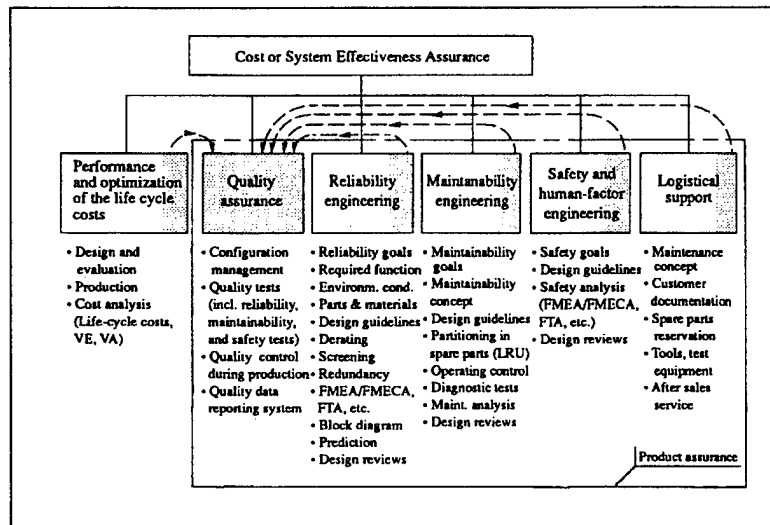 Cost or System Effectiveness Assurance
Performance
and optimization
of the life cycle
costs
• Design and
evaluation
• Production
• Cost analysis
(Life-cycle costs,
VE, VA)
Quality
assurance
• Configuration
management
• Quality tests
(incl. reliability,
maintainability,
and safety tests)
• Quality control
during production
• Quality data
reporting system
Reliability
engineering
• Reliability goals
• Required function
• Environm. cond.
• Parts & materials
• Design guidelines
• Derating
• Screening
• Redundancy
• FMEA/FMECA,
FTA, etc.
• Block diagram
• Prediction
• Design reviews
Maintanability
engineering
• Maintainability
goals
• Maintainability
concept
• Design guidelines
• Partitioning in
spare parts (LRU)
• Operating control
• Diagnostic tests
• Maint. analysis
• Design reviews
Safety and
human-factor
engineering
• Safety goals
• Design guidelines
• Safety analysis
(FMEA/FMECA,
FTA, etc.)
• Design reviews
Logistical
support
• Maintenance
concept
• Customer
documentation
• Spare parts
reservation
• Tools, test
equipment
• After sales
service
Product assurance